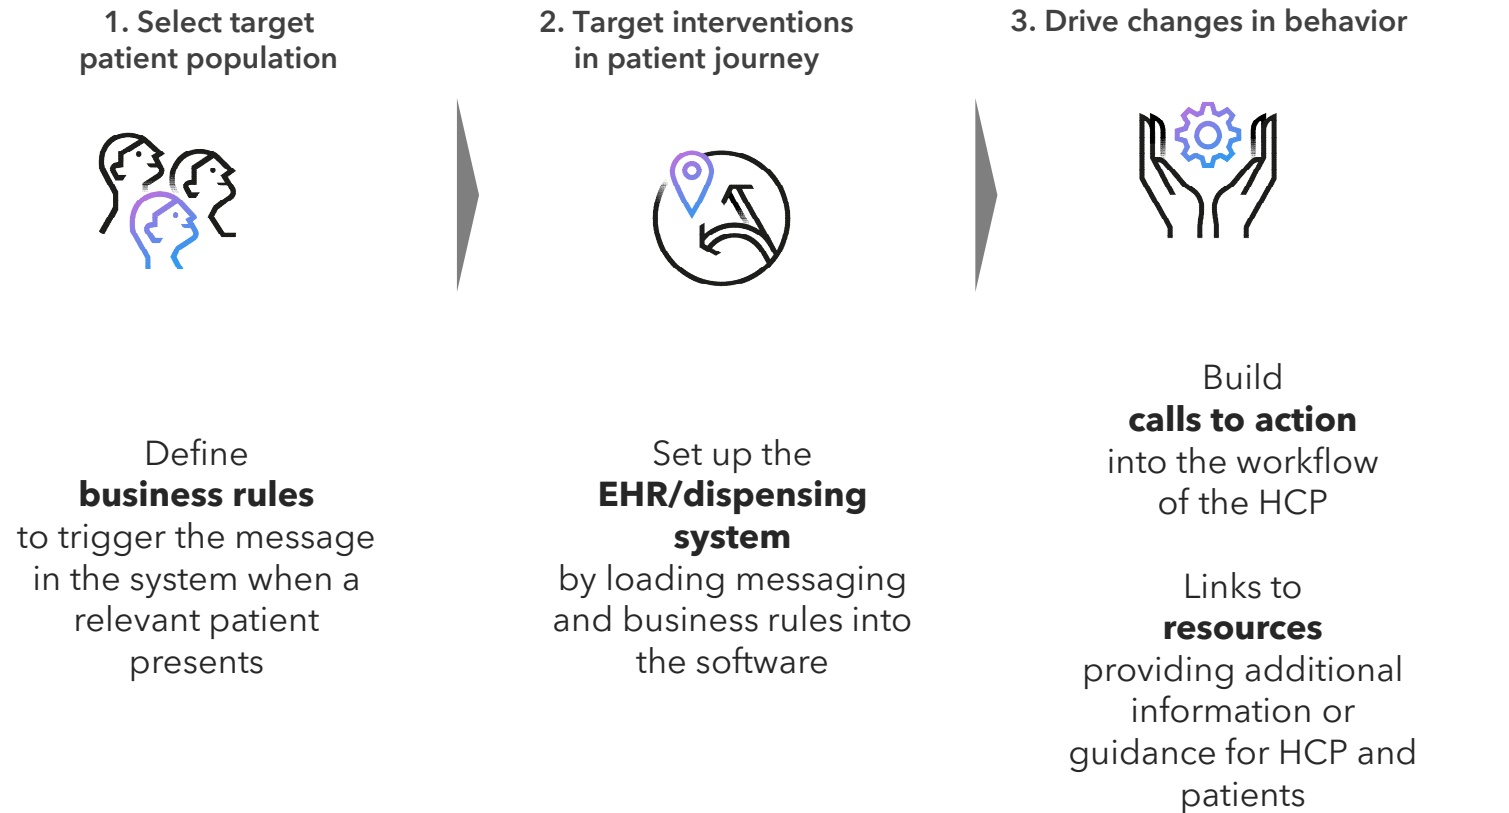 1. Select target
patient population
Define
business rules
to trigger the message
in the system when a
relevant patient
presents
2. Target interventions
in patient journey
Set up the
EHR/dispensing
system
by loading messaging
and business rules into
the software
3. Drive changes in behavior
Build
calls to action
into the workflow
of the HCP
Links to
resources
providing additional
information or
guidance for HCP and
patients